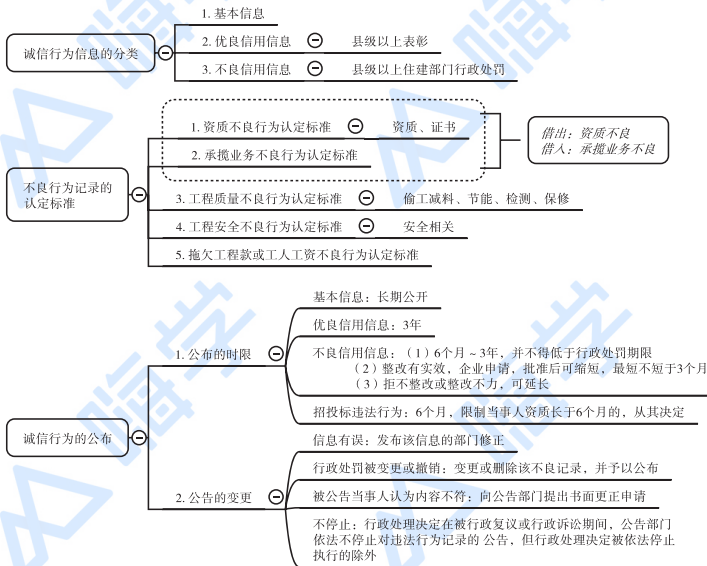 诚信行为信息的分类
1. 基本信息
2. 优良信用信息 县级以上表彰
3. 不良信用信息 县级以上住建部门行政处罚
不良行为记录的
认定标准
1. 资质不良行为认定标准 资质、证书
2. 承揽业务不良行为认定标准
借出：资质不良
借入：承揽业务不良
3. 工程质量不良行为认定标准 偷工减料、节能、检测、保修
4. 工程安全不良行为认定标准 安全相关
5. 拖欠工程款或工人工资不良行为认定标准
诚信行为的公布
1. 公布的时限
基本信息：长期公开
优良信用信息：3年
不良信用信息：（1）6个月～3年，并不得低于行政处罚期限
（2）整改有实效，企业申请，批准后可缩短，最短不短于3个月
（3）拒不整改或整改不力，可延长
招投标违法行为：6个月，限制当事人资质长于6个月的，从其决定
2. 公告的变更
信息有误：发布该信息的部门修正
行政处罚被变更或撤销：变更或删除该不良记录，并予以公布
被公告当事人认为内容不符：向公告部门提出书面更正申请
不停止：行政处理决定在被行政复议或行政诉讼期间，公告部门
依法不停止对违法行为记录的 公告，但行政处理决定被依法停止
执行的除外
嗨学
嗨学
嗨学
嗨学